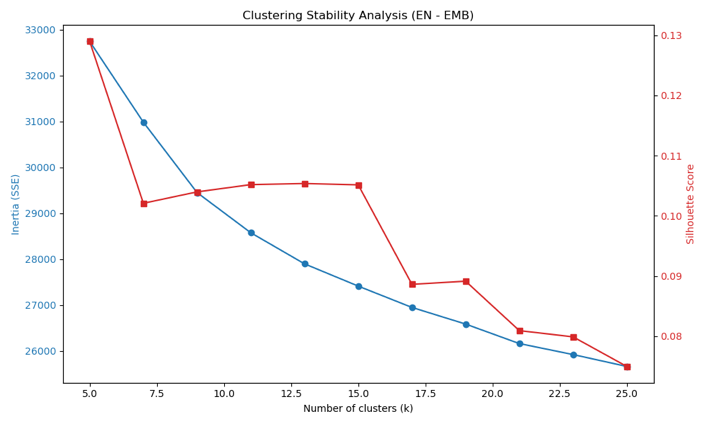 Clustering Stability Analysis (EN - EMB)
33000
32000
31000
30000
29000
28000
27000
26000
Inertia (SSE)
0.13
0.12
0.11
0.10
0.09
0.08
Silhouette Score
5.0 7.5 10.0 12.5 15.0 17.5 20.0 22.5 25.0
Number of clusters (k)